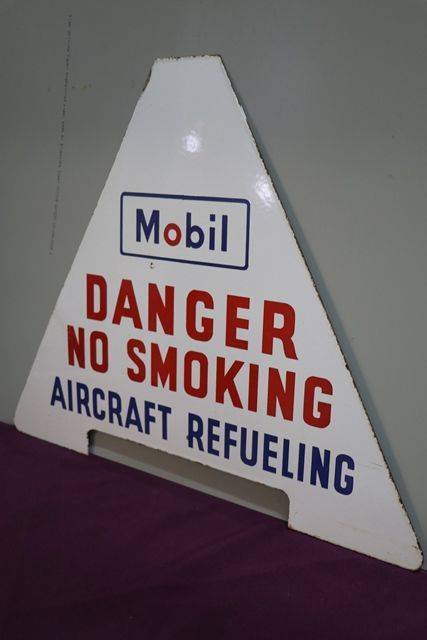 Mobil
DANGER
NO SMOKING
AIRCRAFT REFUELING